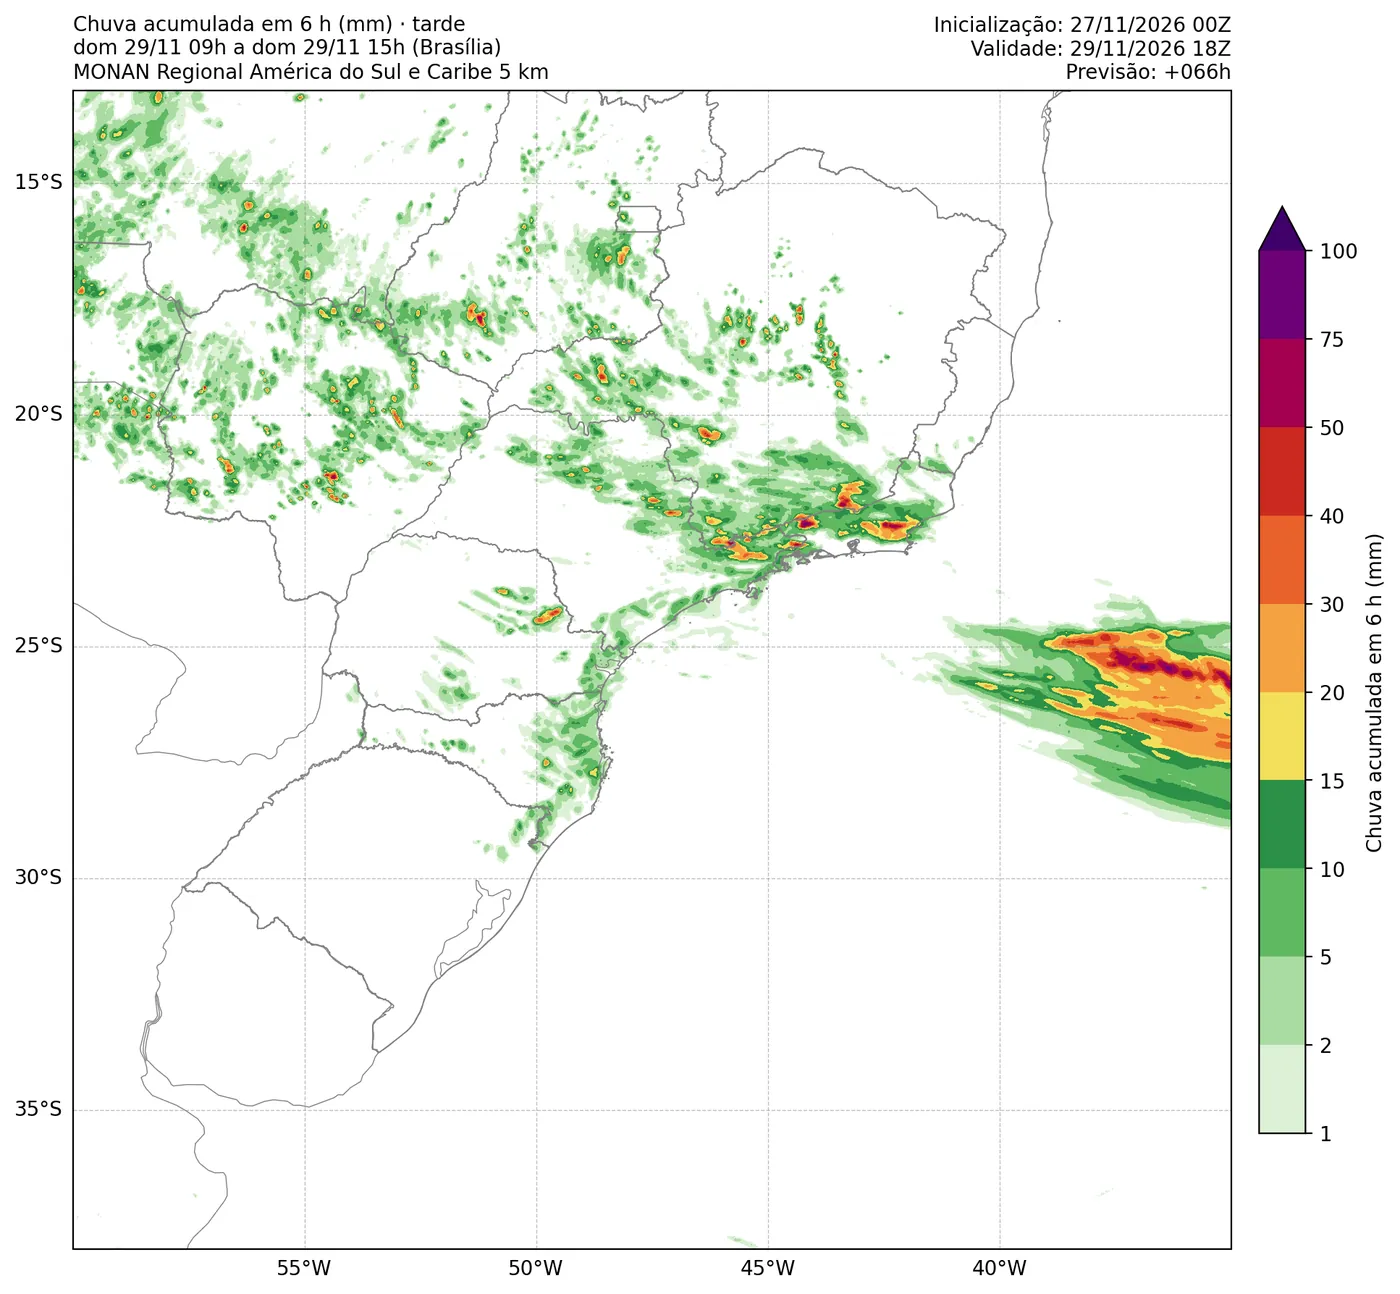 Chuva acumulada em 6 h (mm) · tarde
dom 29/11 09h a dom 29/11 15h (Brasília)
MONAN Regional América do Sul e Caribe 5 km
Inicialização: 27/11/2026 00Z
Validade: 29/11/2026 18Z
Previsão: +066h
15°S
20°S
25°S
30°S
35°S
55°W
50°W
45°W
40°W
100
75
50
40
30
20
15
10
5
2
1
Chuva acumulada em 6 h (mm)